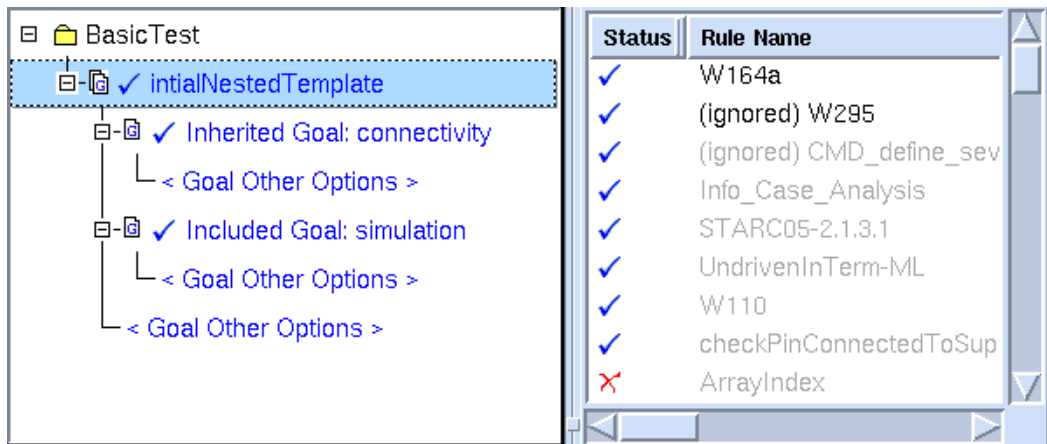 BasicTest
intialNestedTemplate
Inherited Goal: connectivity
< Goal Other Options >
Included Goal: simulation
< Goal Other Options >
< Goal Other Options >
Status Rule Name
W164a
(ignored) W295
(ignored) CMD_define_sev
Info_Case_Analysis
STARC05-2.1.3.1
UndrivenInTerm-ML
W110
checkPinConnectedToSup
ArrayIndex